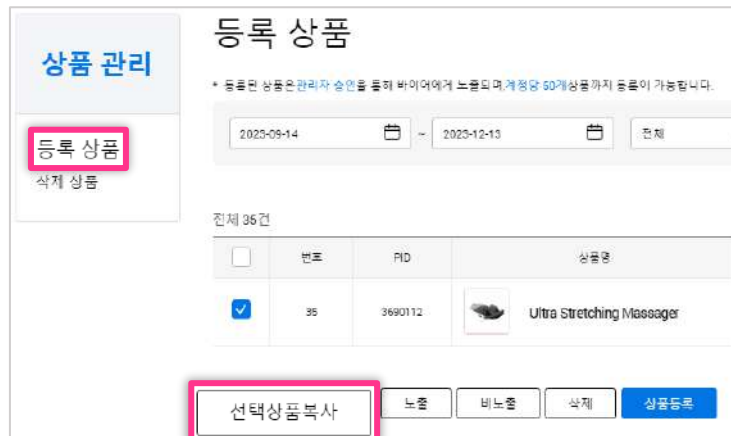 상품 관리
등록 상품
삭제 상품
등록 상품
* 등록된 상품은 관리자 승인을 통해 바이어에게 노출되며, 계정당 50개상품까지 등록이 가능합니다.
2023-09-14 ~ 2023-12-13 전체
전체 35건
번호 PID 상품명
35 3690112 Ultra Stretching Massager
선택상품복사 노출 비노출 삭제 상품등록